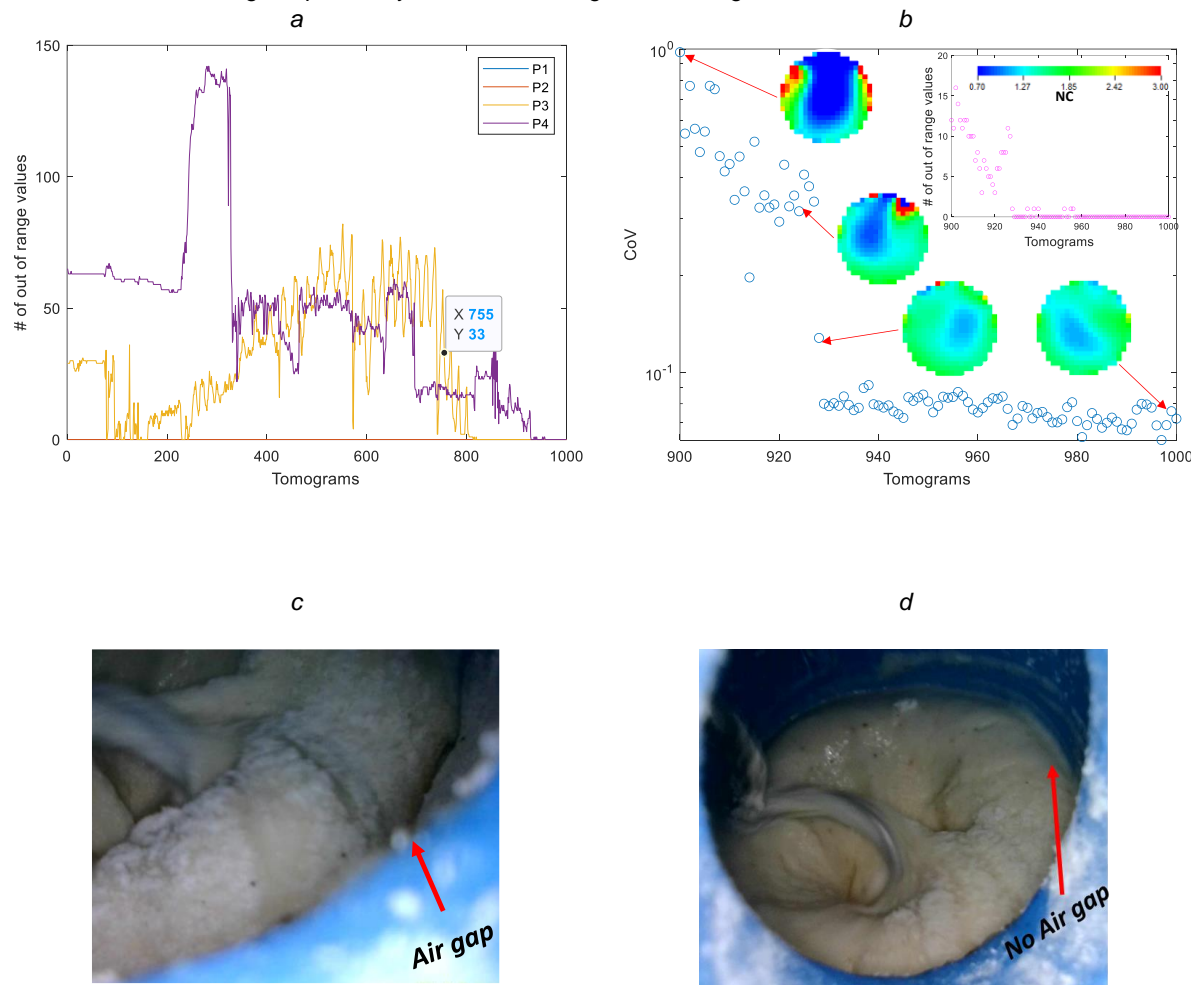 a
b
150
100
50
0
# of out of range values
0
200
400
600
800
1000
Tomograms
P1
P2
P3
P4
X 755
Y 33
10⁰
10⁻¹
CoV
900
920
940
960
980
1000
Tomograms
20
15
10
5
0
# of out of range values
0.70
1.27
1.85
2.42
3.00
NC
900
920
940
960
980
1000
Tomograms
c
d
Air gap
No Air gap